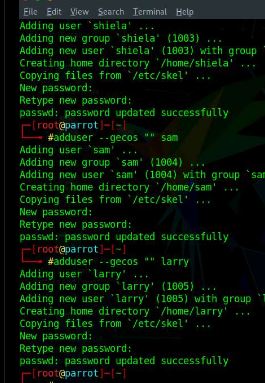 File Edit View Search Terminal Help
Adding user `shiela' ...
Adding new group `shiela' (1003) ...
Adding new user `shiela' (1003) with group `
Creating home directory `/home/shiela' ...
Copying files from `/etc/skel' ...
New password:
Retype new password:
passwd: password updated successfully
┌─[root@parrot]─[~]
└──╼ #adduser --gecos "" sam
Adding user `sam' ...
Adding new group `sam' (1004) ...
Adding new user `sam' (1004) with group `sam
Creating home directory `/home/sam' ...
Copying files from `/etc/skel' ...
New password:
Retype new password:
passwd: password updated successfully
┌─[root@parrot]─[~]
└──╼ #adduser --gecos "" larry
Adding user `larry' ...
Adding new group `larry' (1005) ...
Adding new user `larry' (1005) with group `l
Creating home directory `/home/larry' ...
Copying files from `/etc/skel' ...
New password:
Retype new password:
passwd: password updated successfully
┌─[root@parrot]─[~]